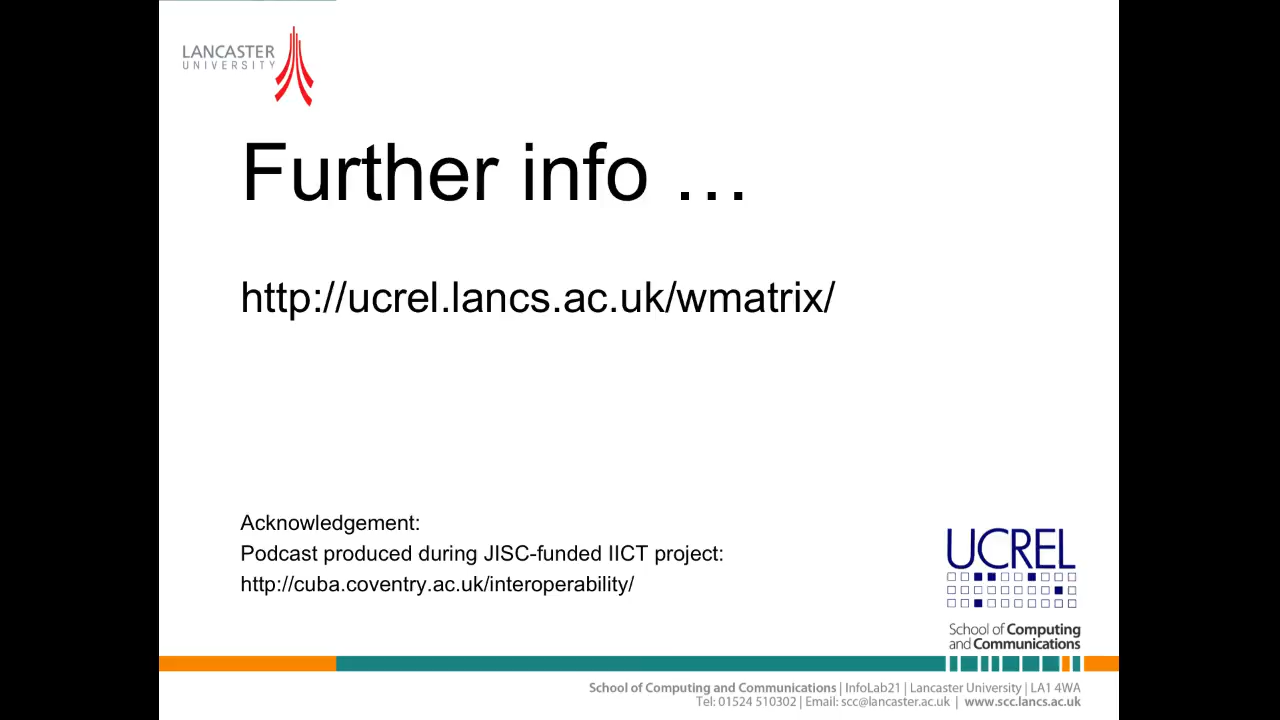 LANCASTER
UNIVERSITY
Further info …
http://ucrel.lancs.ac.uk/wmatrix/
Acknowledgement:
Podcast produced during JISC-funded IICT project:
http://cuba.coventry.ac.uk/interoperability/
UCREL
School of Computing
and Communications
School of Computing and Communications | InfoLab21 | Lancaster University | LA1 4WA
Tel: 01524 510302 | Email: scc@lancaster.ac.uk | www.scc.lancs.ac.uk